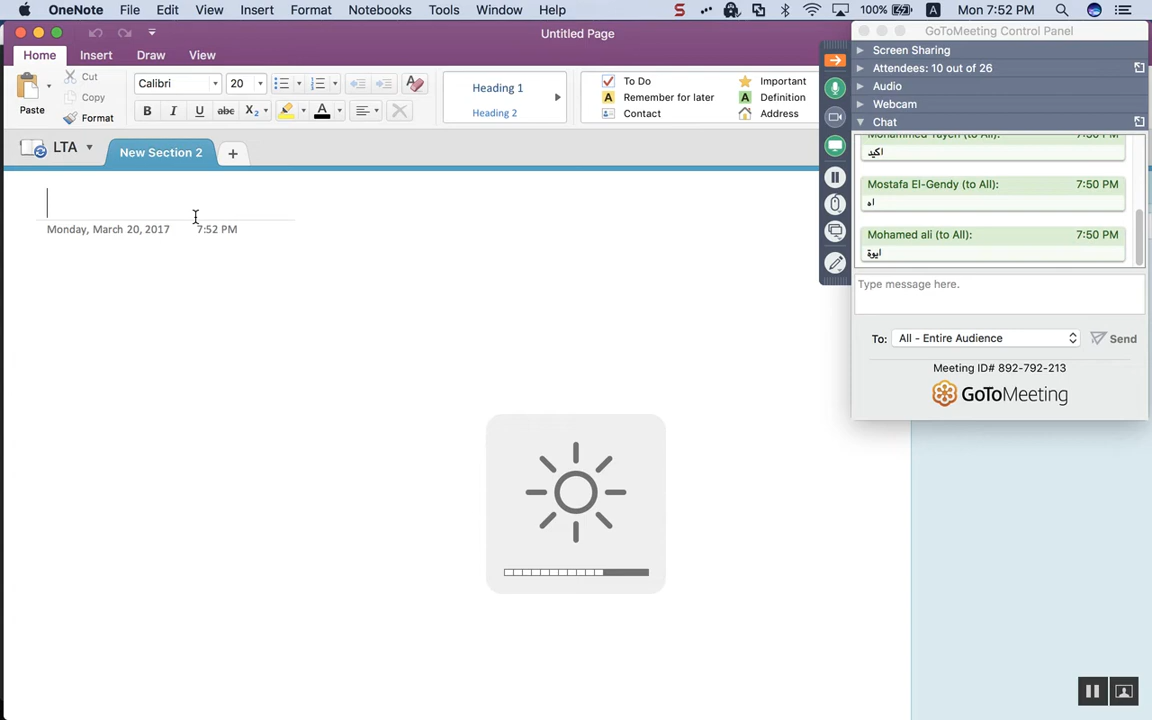 OneNote File Edit View Insert Format Notebooks Tools Window Help 100% A Mon 7:52 PM
Untitled Page
Home Insert Draw View
Paste
Cut
Copy
Format
Calibri 20
B I U abc X₂ A
Heading 1
Heading 2
To Do
Remember for later
Contact
Important
Definition
Address
LTA
New Section 2 +
Monday, March 20, 2017 7:52 PM
GoToMeeting Control Panel
Screen Sharing
Attendees: 10 out of 26
Audio
Webcam
Chat
اكيد
Mostafa El-Gendy (to All): 7:50 PM
اه
Mohamed ali (to All): 7:50 PM
ايوة
Type message here.
To: All - Entire Audience Send
Meeting ID# 892-792-213
GoToMeeting